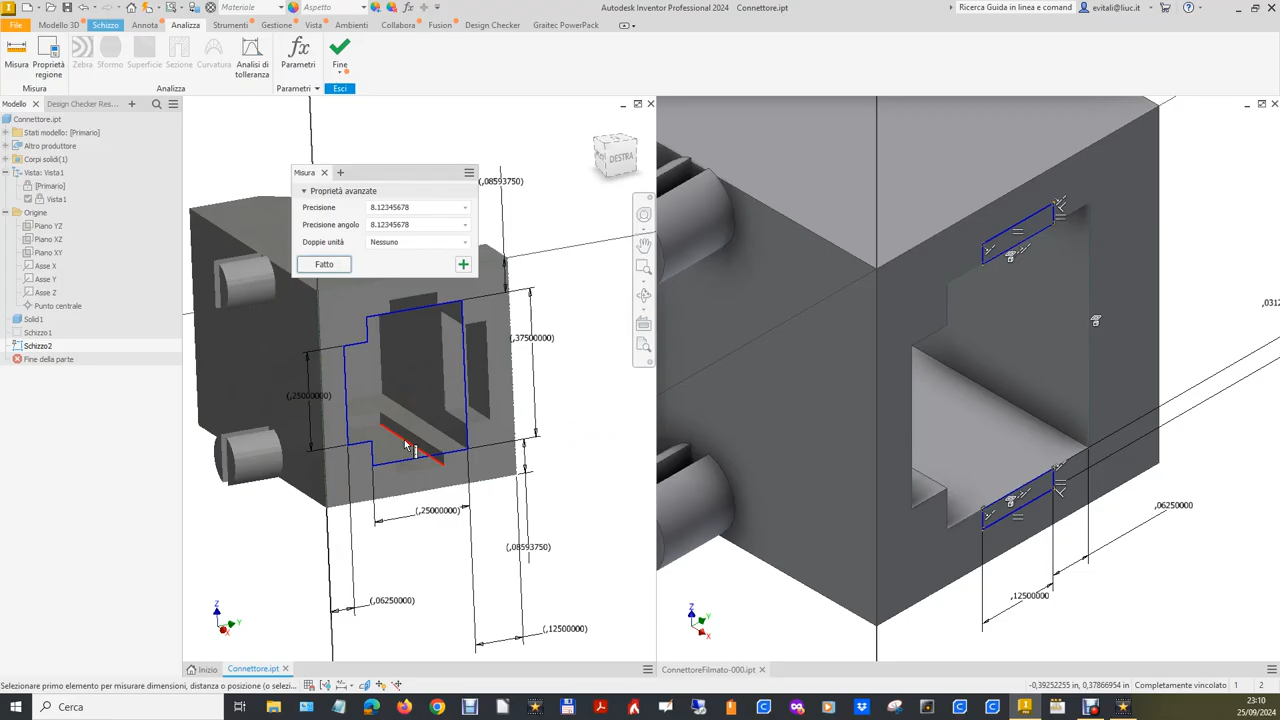 Materiale
Aspetto
Autodesk Inventor Professional 2024 Connettore.ipt
Ricerca Guida in linea e comand
evitali@liuc.it
File
Modello 3D
Schizzo
Annota
Analizza
Strumenti
Gestione
Vista
Ambienti
Collabora
Fusion
Design Checker
Graitec PowerPack
Misura
Proprietà
regione
Zebra
Sformo
Superficie
Sezione
Curvatura
Analisi di
tolleranza
Parametri
Fine
Misura
Analizza
Parametri
Esci
Modello
Design Checker Res...
Connettore.ipt
Stati modello: [Primario]
Altro produttore
Corpi solidi(1)
Vista: Vista1
[Primario]
Vista1
Origine
Piano YZ
Piano XZ
Piano XY
Asse X
Asse Y
Asse Z
Punto centrale
Solid1
Schizzo1
Schizzo2
Fine della parte
Misura
Proprietà avanzate
Precisione 8.12345678
Precisione angolo 8.12345678
Doppie unità Nessuno
Fatto
DESTRA
(,08593750)
(,37500000)
(,25000000)
(,25000000)
(,08593750)
(,06250000)
(,12500000)
Z
Y
X
,0312
,06250000
,12500000
Z
Y
X
Inizio
Connettore.ipt
ConnettoreFilmato-000.ipt
Selezionare primo elemento per misurare dimensioni, distanza o posizione (o selezi...
-0,39252255 in, 0,37866954 in
Completamente vincolato
1
2
Cerca
23:10
25/09/2024